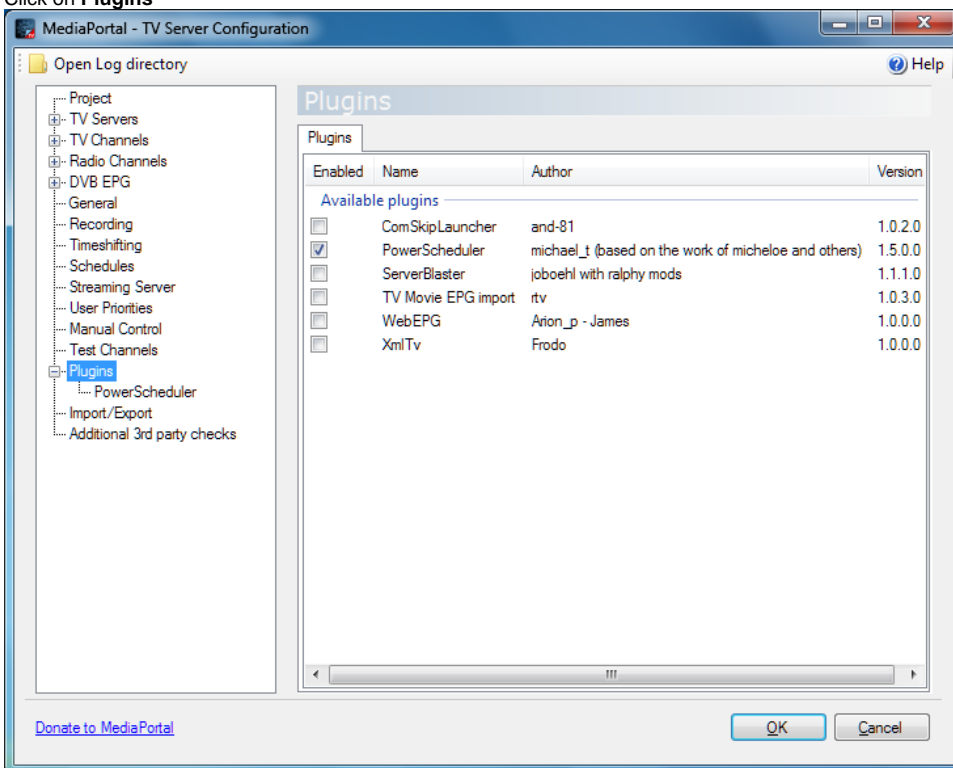 Click on Plugins
MediaPortal - TV Server Configuration
Open Log directory
Help
Project
TV Servers
TV Channels
Radio Channels
DVB EPG
General
Recording
Timeshifting
Schedules
Streaming Server
User Priorities
Manual Control
Test Channels
Plugins
PowerScheduler
Import/Export
Additional 3rd party checks
Plugins
Plugins
Enabled Name Author Version
Available plugins
ComSkipLauncher and-81 1.0.2.0
PowerScheduler michael_t (based on the work of micheloe and others) 1.5.0.0
ServerBlaster joboehl with ralphy mods 1.1.1.0
TV Movie EPG import rtv 1.0.3.0
WebEPG Arion_p - James 1.0.0.0
XmlTv Frodo 1.0.0.0
Donate to MediaPortal
OK
Cancel